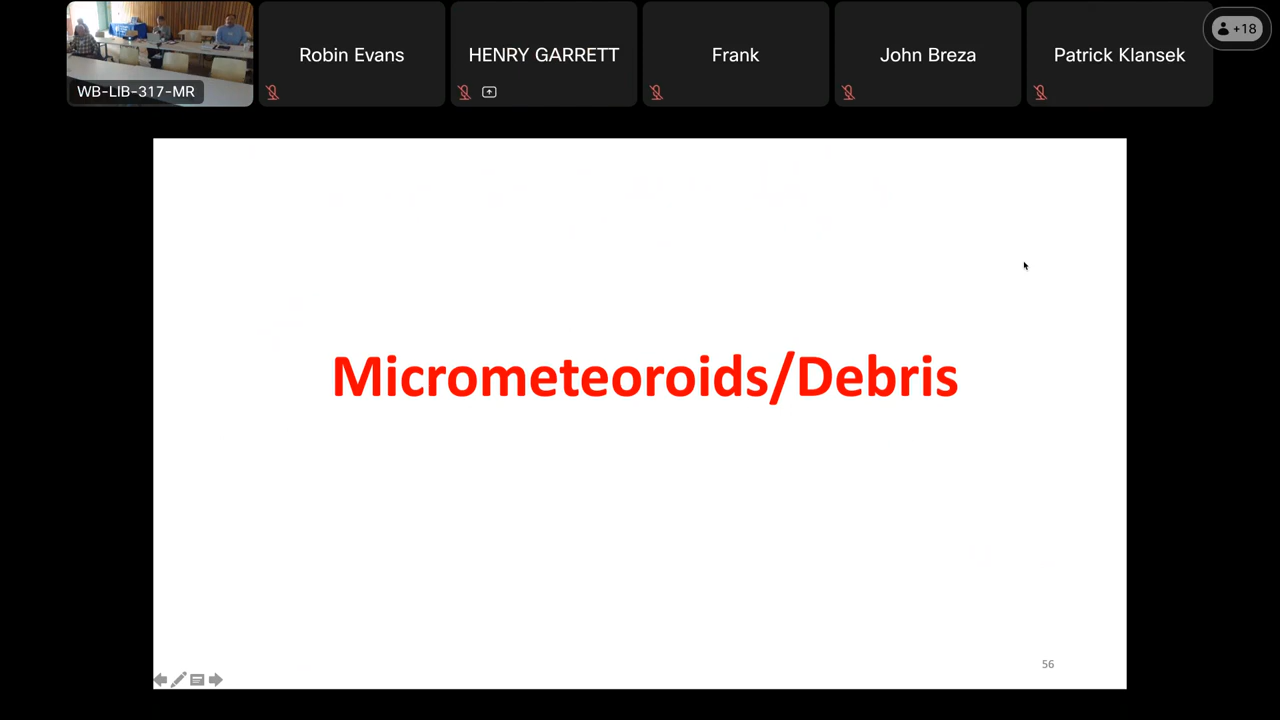 WB-LIB-317-MR
Robin Evans
HENRY GARRETT
Frank
John Breza
Patrick Klansek
+18
Micrometeoroids/Debris
56